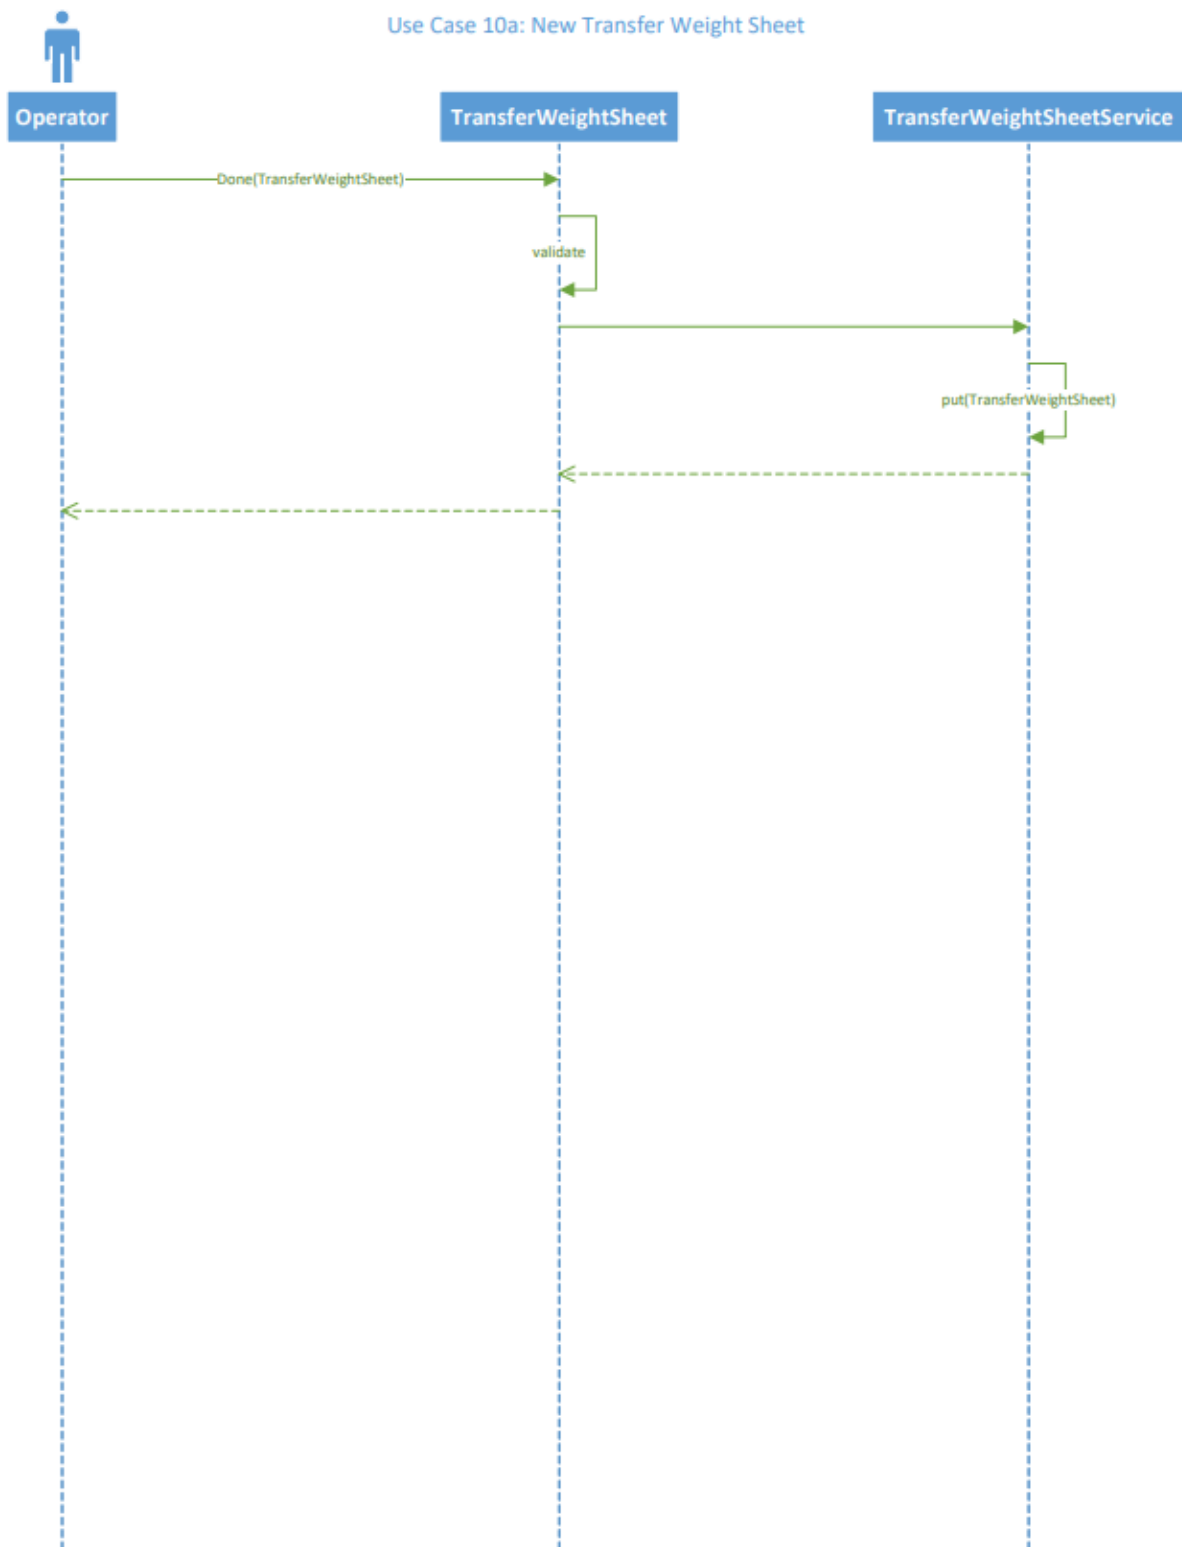 Use Case 10a: New Transfer Weight Sheet
Operator
TransferWeightSheet
TransferWeightSheetService
Done(TransferWeightSheet)
validate
put(TransferWeightSheet)